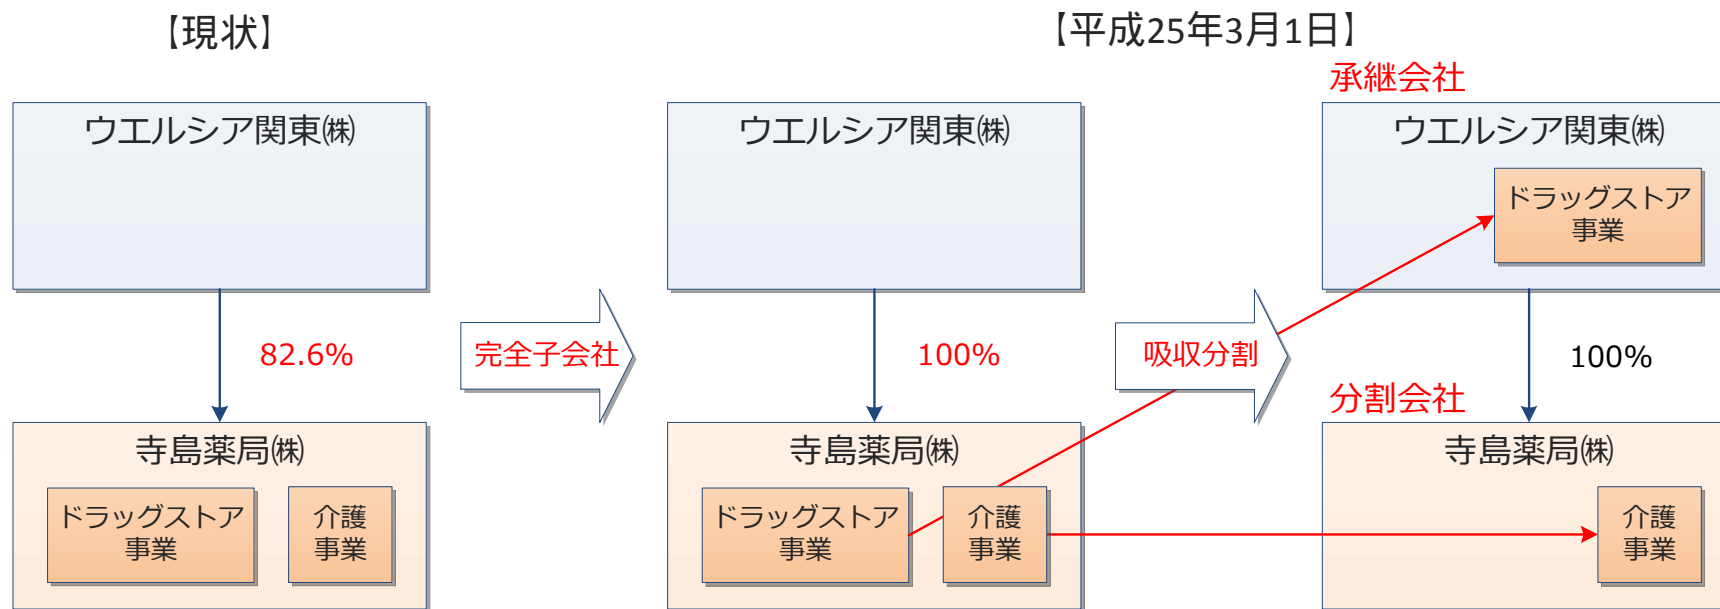 【現状】
【平成25年3月1日】
承継会社
ウエルシア関東㈱
ウエルシア関東㈱
ウエルシア関東㈱
ドラッグストア
事業
82.6%
完全子会社
100%
吸収分割
100%
分割会社
寺島薬局㈱
寺島薬局㈱
寺島薬局㈱
ドラッグストア
事業
介護
事業
ドラッグストア
事業
介護
事業
介護
事業